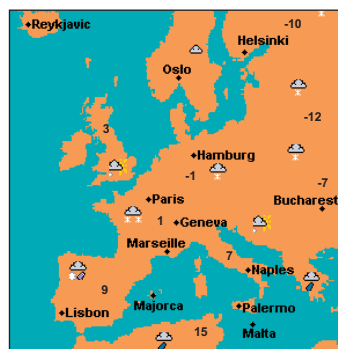 -10
Reykjavic
Helsinki
Oslo
-12
3
Hamburg
-1
-7
Paris
Bucharest
1
Geneva
Marseille
7
Naples
9
Majorca
Lisbon
Palermo
15
Malta